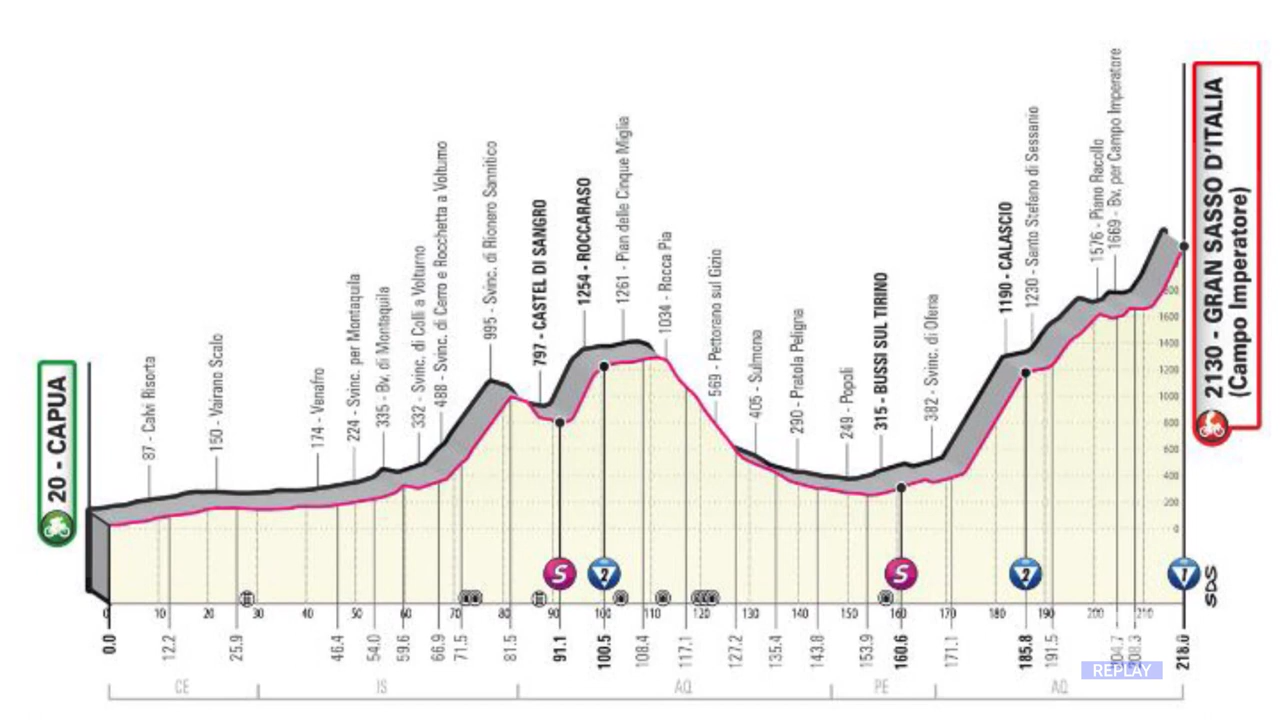 20 - CAPUA
87 - Calvi Risorta
150 - Vairano Scalo
174 - Venafro
224 - Svinc. per Montaquila
335 - Bv. di Montaquila
332 - Svinc. di Colli a Volturno
488 - Svinc. di Cerro e Rocchetta a Volturno
995 - Svinc. di Rionero Sannitico
797 - CASTEL DI SANGRO
1254 - ROCCARASO
1261 - Pian delle Cinque Miglia
1034 - Rocca Pia
569 - Pettorano sul Gizio
405 - Sulmona
290 - Pratola Peligna
249 - Popoli
315 - BUSSI SUL TIRINO
382 - Svinc. di Ofena
1190 - CALASCIO
1230 - Santo Stefano di Sessanio
1576 - Piano Racollo
1669 - Bv. per Campo Imperatore
2130 - GRAN SASSO D'ITALIA
(Campo Imperatore)
1600
1400
1200
1000
800
600
400
200
0
S 2 S 2 1
SDS
0 10 20 30 40 50 60 70 80 90 100 110 120 130 140 150 160 170 180 190 200 210
0.0 12.2 25.9 46.4 54.0 59.6 66.9 71.5 81.5 91.1 100.5 108.4 117.1 127.2 135.4 143.8 153.9 160.6 171.1 185.8 191.5 218.0
REPLAY
CE IS AQ PE AQ